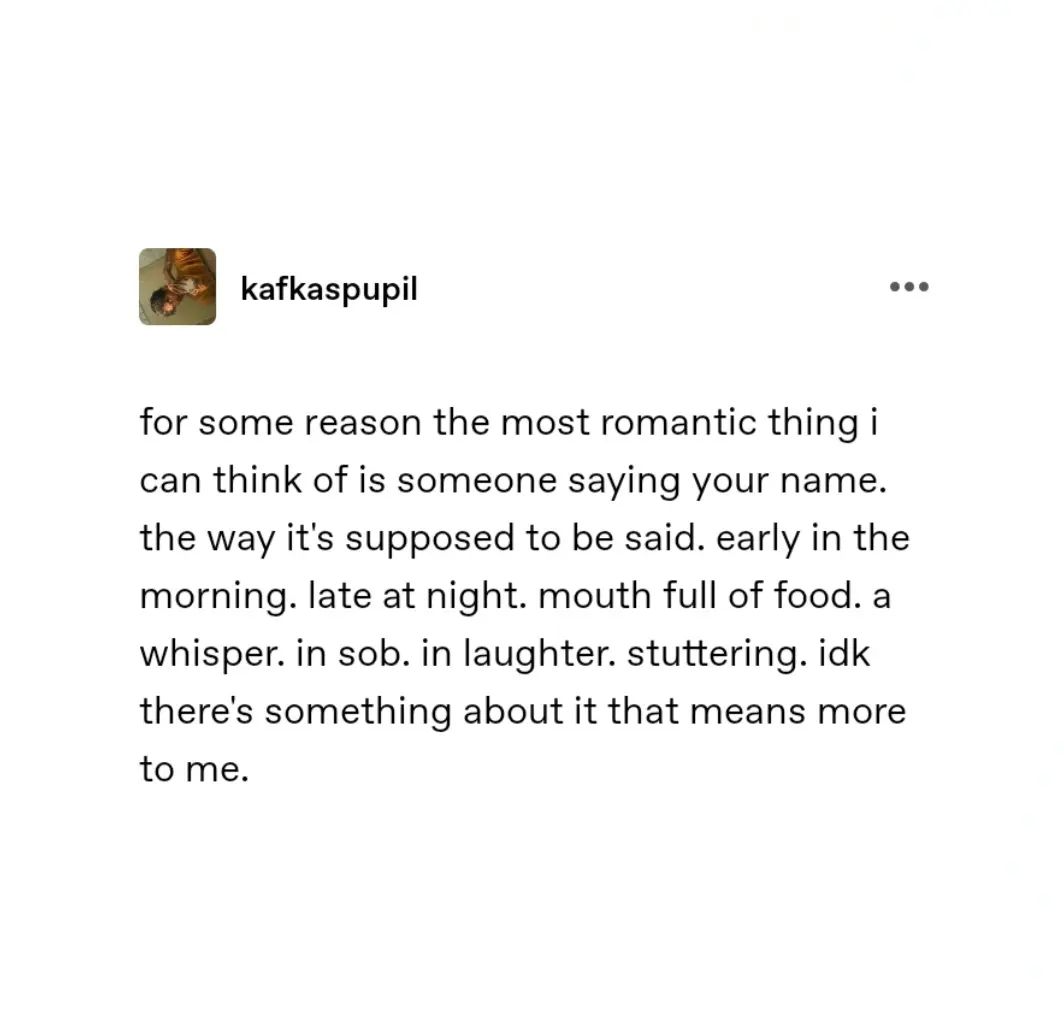 kafkaspupil
for some reason the most romantic thing i
can think of is someone saying your name.
the way it's supposed to be said. early in the
morning. late at night. mouth full of food. a
whisper. in sob. in laughter. stuttering. idk
there's something about it that means more
to me.